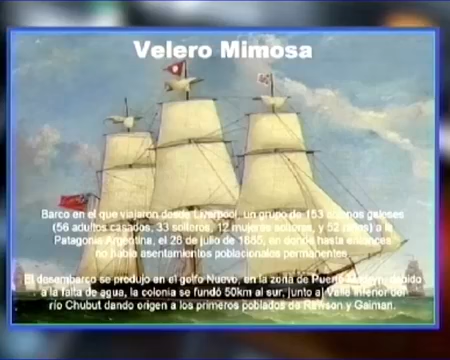 Velero Mimosa
Barco en el que viajaron desde Liverpool, un grupo de 153 colonos galeses
(56 adultos casados, 33 solteros, 12 mujeres solteras, y 52 niños) a la
Patagonia Argentina, el 28 de julio de 1865, en donde hasta entonces
no había asentamientos poblacionales permanentes
El desembarco se produjo en el golfo Nuevo, en la zona de Puerto Madryn, debido
a la falta de agua, la colonia se fundó 50km al sur, junto al Valle inferior del
río Chubut dando origen a los primeros poblados de Rawson y Gaiman.